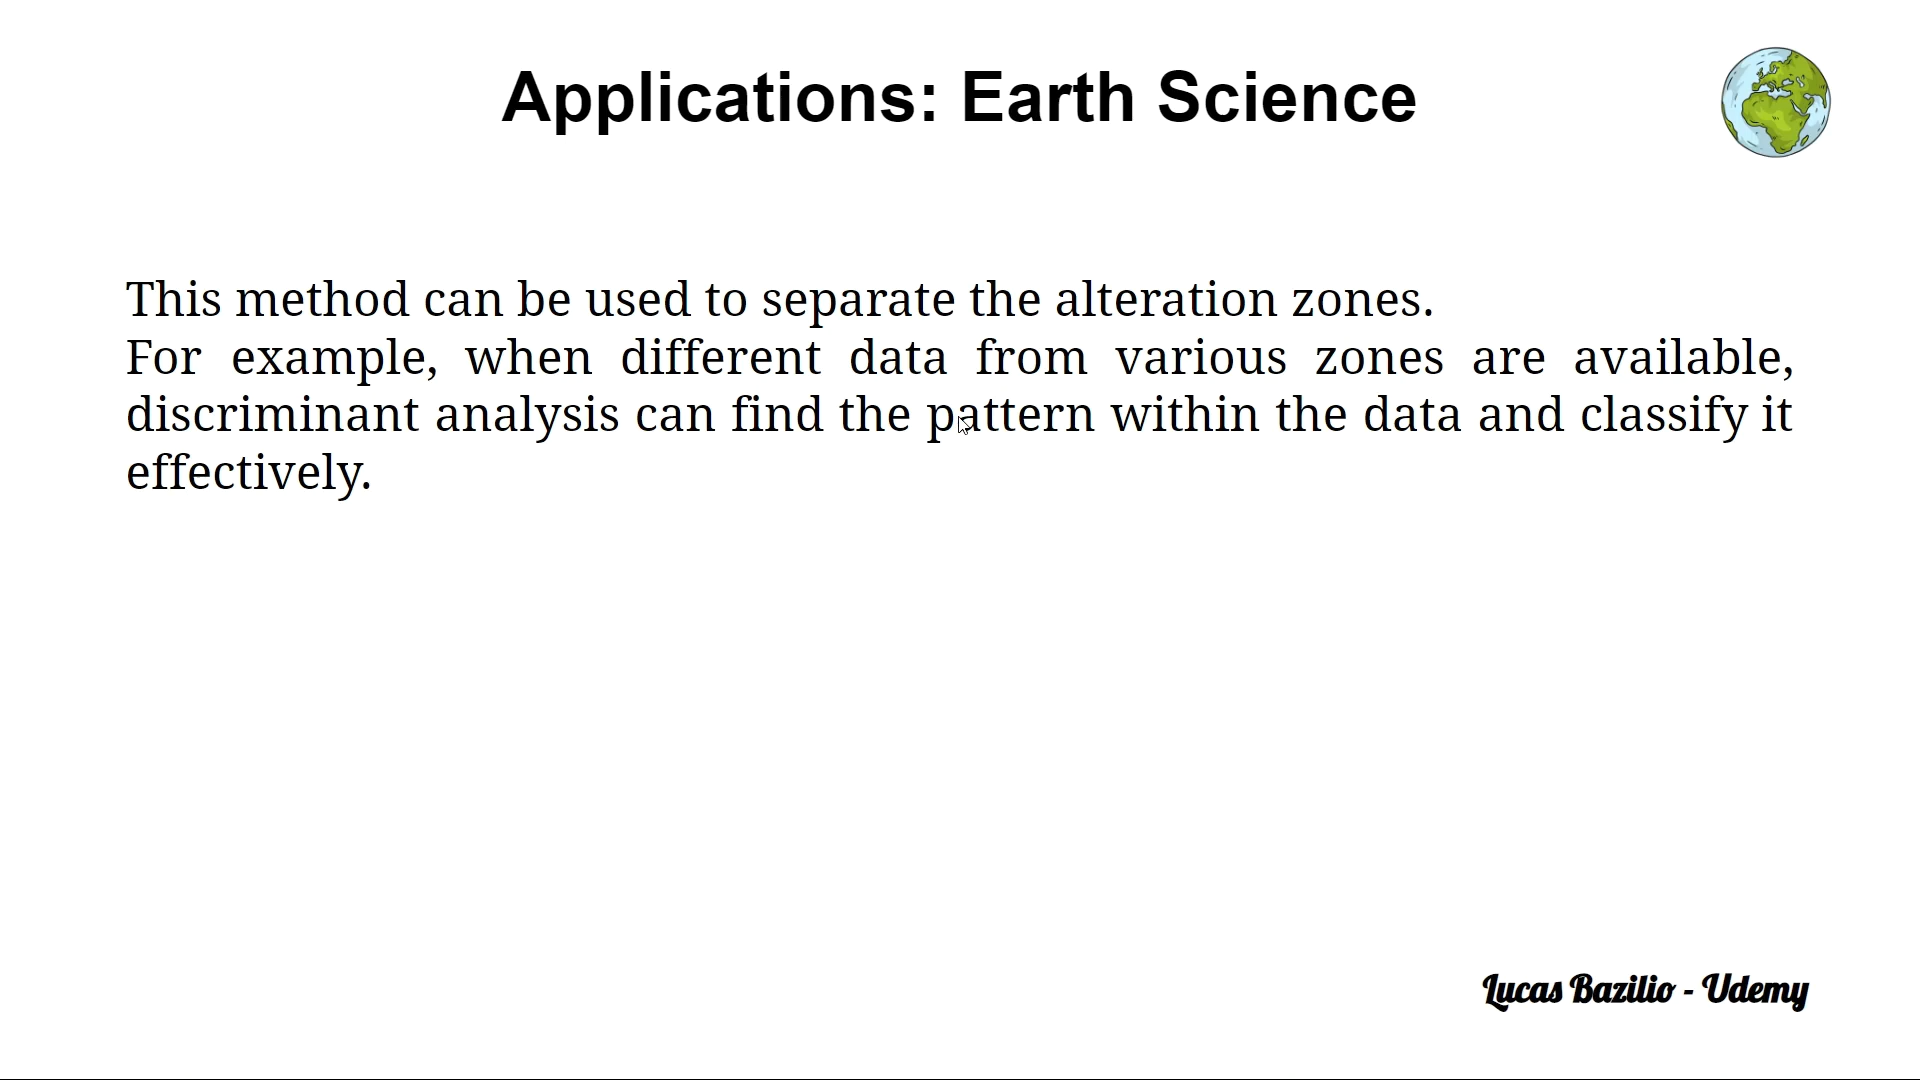 Applications: Earth Science
This method can be used to separate the alteration zones.
For example, when different data from various zones are available,
discriminant analysis can find the pattern within the data and classify it
effectively.
Lucas Bazilio - Udemy